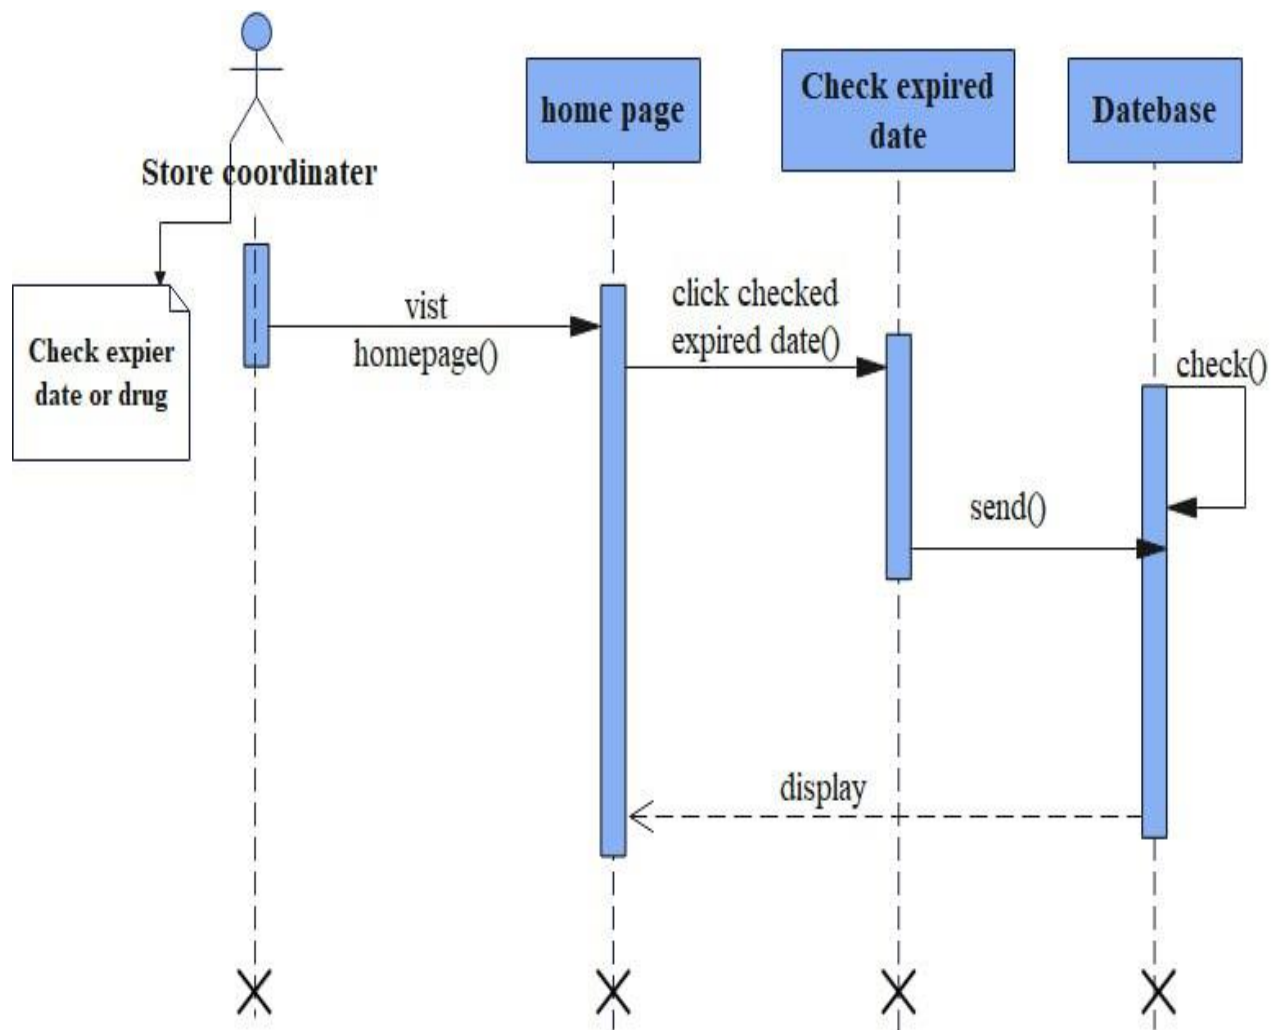 home page
Check expired
date
Datebase
Store coordinater
Check expier
date or drug
vist
homepage()
click checked
expired date()
check()
send()
display